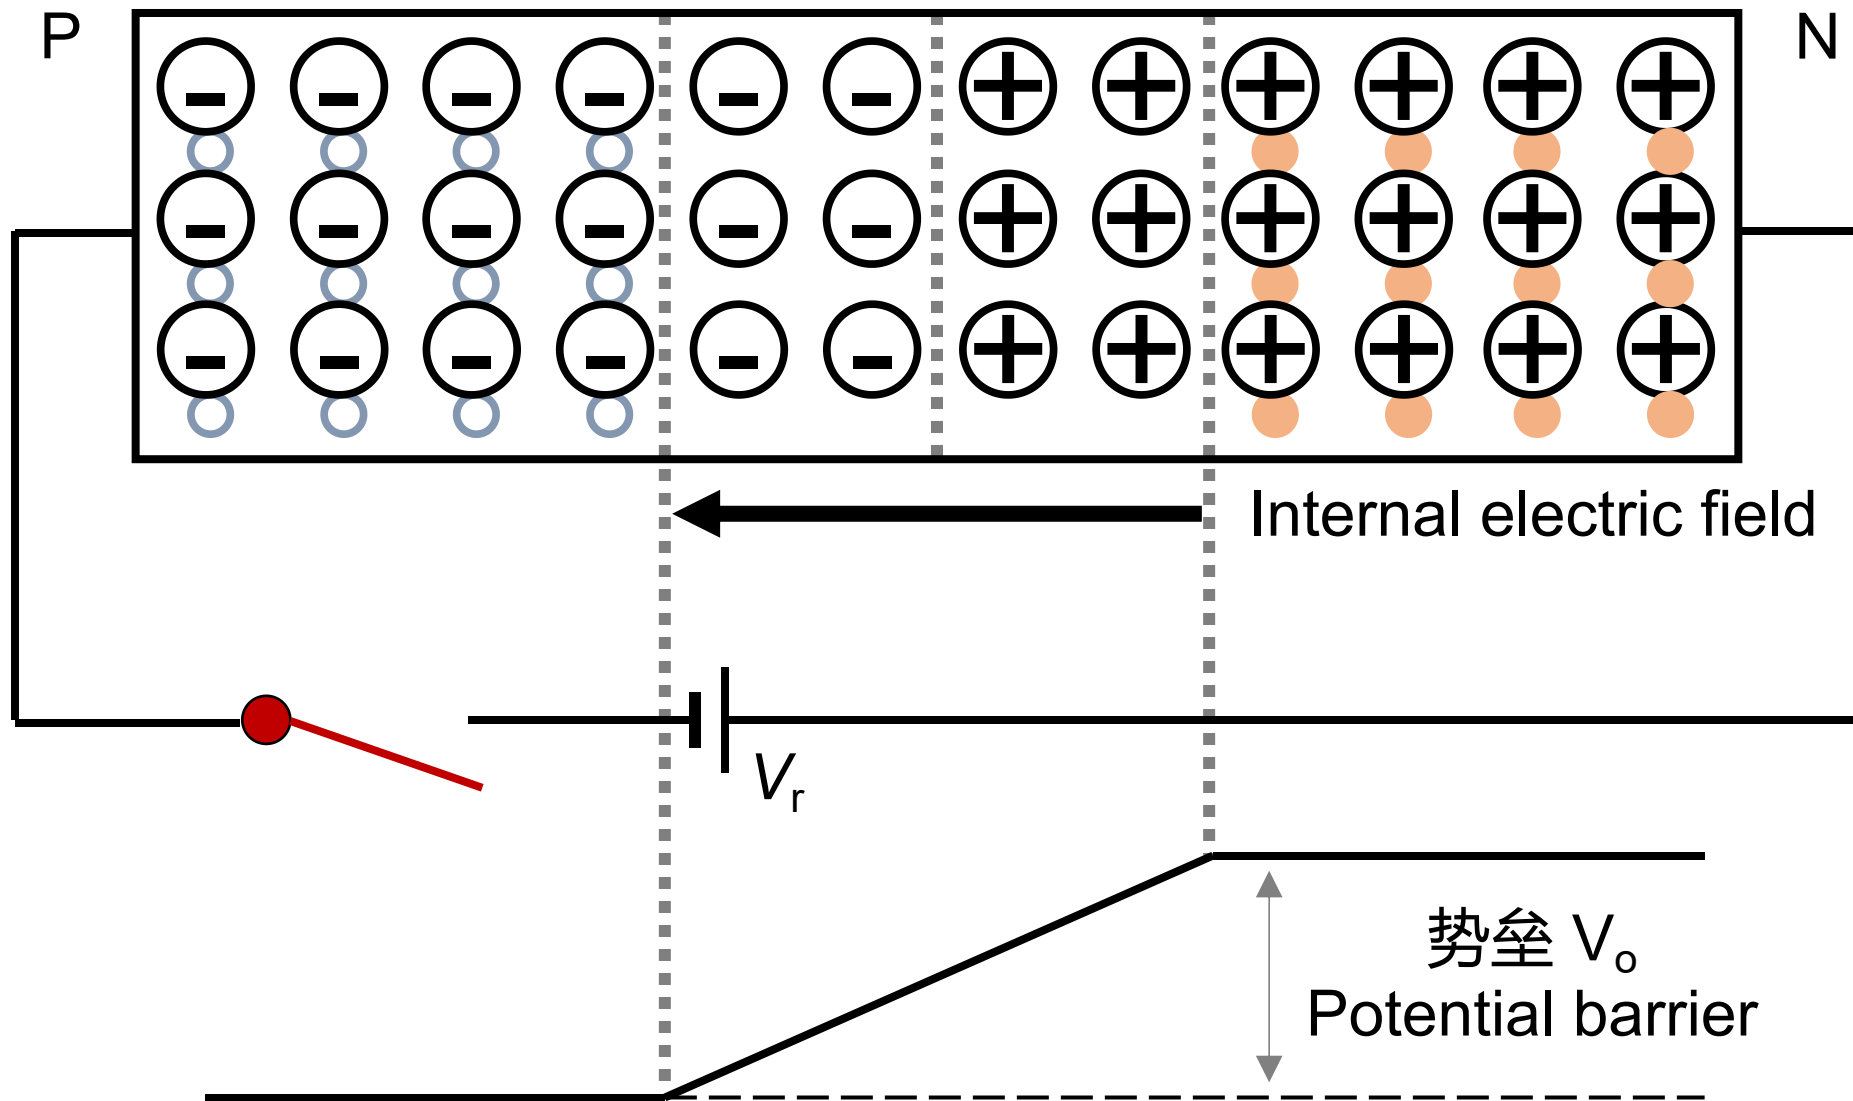 P
N
Internal electric field
Vr
势垒 Vo
Potential barrier